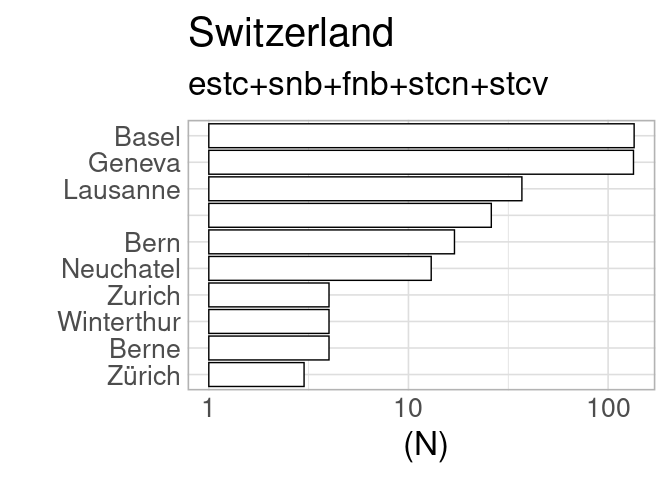 Switzerland
estc+snb+fnb+stcn+stcv
Basel
Geneva
Lausanne
Bern
Neuchatel
Zurich
Winterthur
Berne
Zürich
1 10 100
(N)